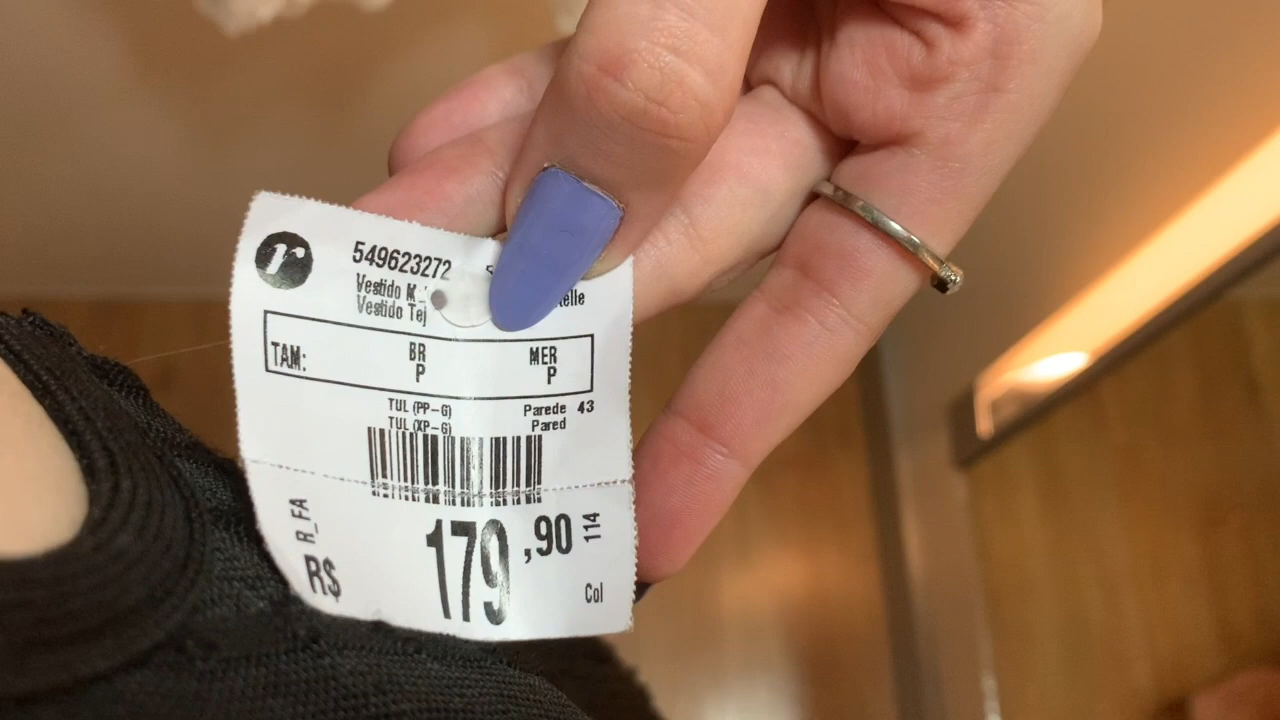 r
549623272
Vestido M
Vestido Tej
TAM: BR MER
P P
TUL (PP-G) Parede 43
TUL (XP-G) Pared
R_FA
R$ 179,90
114
Col